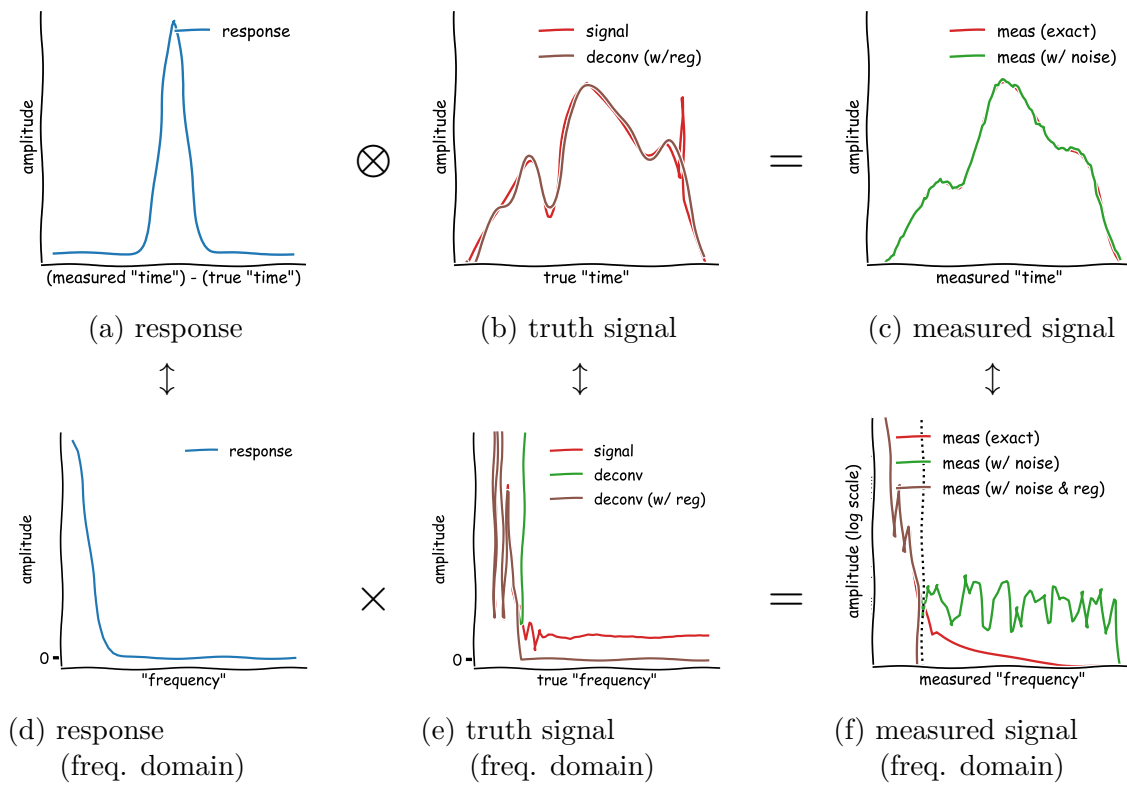 response
amplitude
(measured "time") - (true "time")
(a) response
⊗
signal
deconv (w/reg)
amplitude
true "time"
(b) truth signal
=
meas (exact)
meas (w/ noise)
amplitude
measured "time"
(c) measured signal
↕
↕
↕
response
amplitude
0
"frequency"
(d) response
(freq. domain)
×
signal
deconv
deconv (w/ reg)
amplitude
0
true "frequency"
(e) truth signal
(freq. domain)
=
meas (exact)
meas (w/ noise)
meas (w/ noise & reg)
amplitude (log scale)
measured "frequency"
(f) measured signal
(freq. domain)